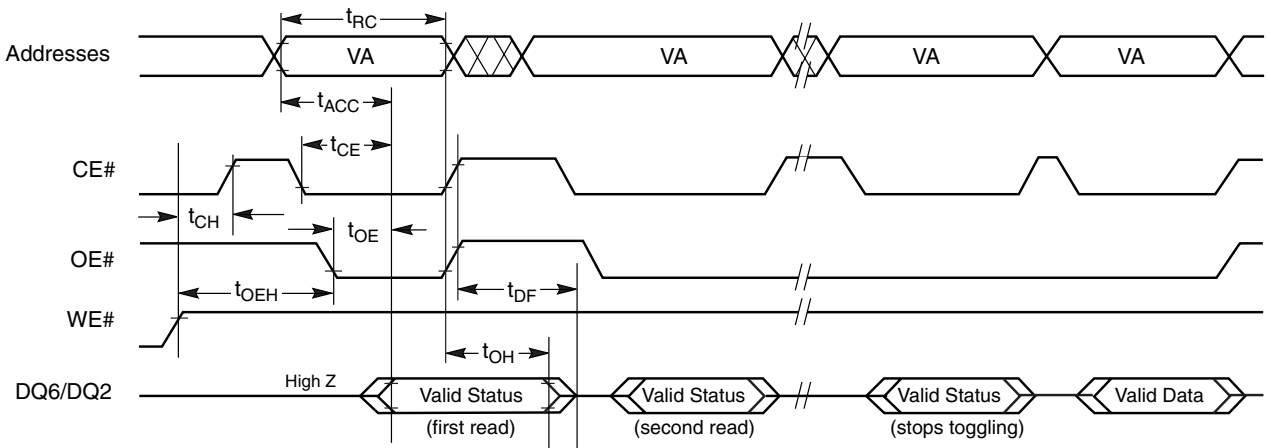 tRC
Addresses VA VA VA VA
tACC
tCE
CE#
tCH tOE
OE#
tOEH tDF
WE#
tOH
DQ6/DQ2 High Z Valid Status Valid Status Valid Status Valid Data
(first read) (second read) (stops toggling)